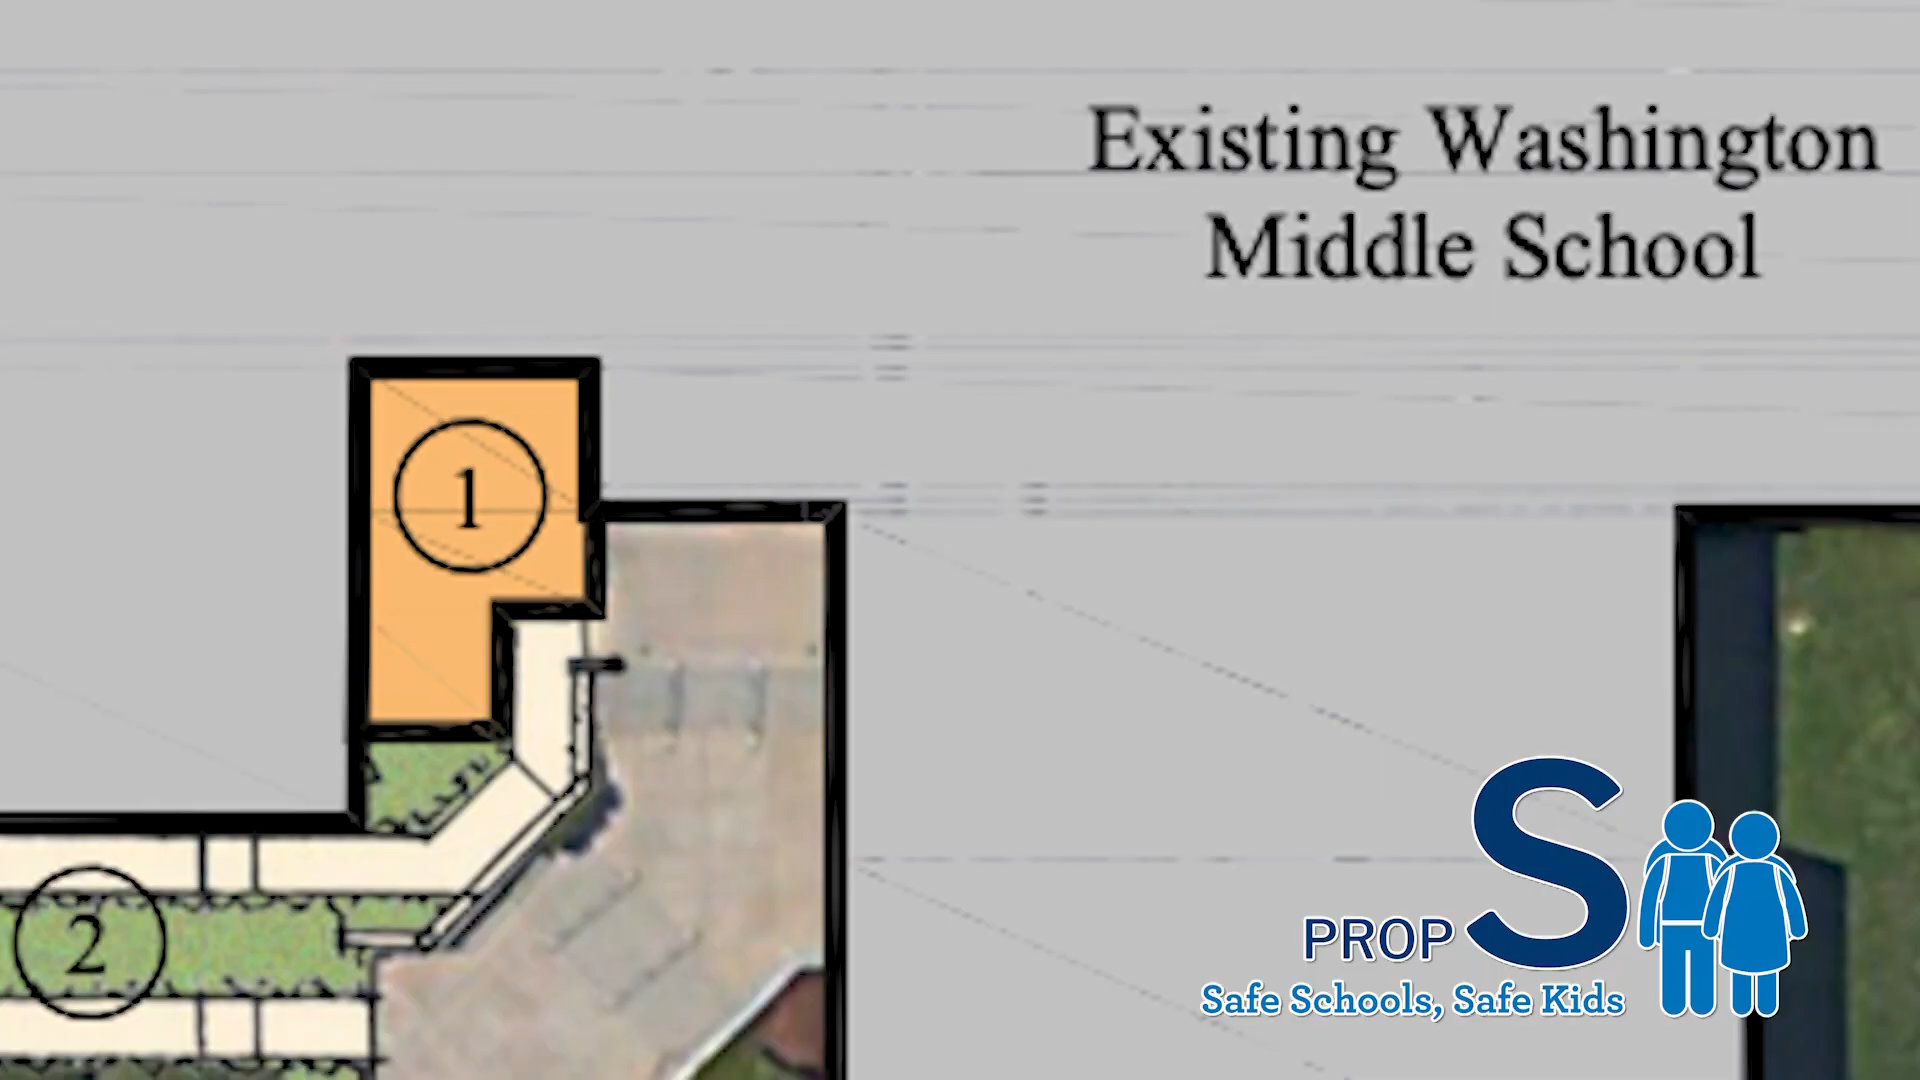 Existing Washington
Middle School
1
2
PROP S
Safe Schools, Safe Kids